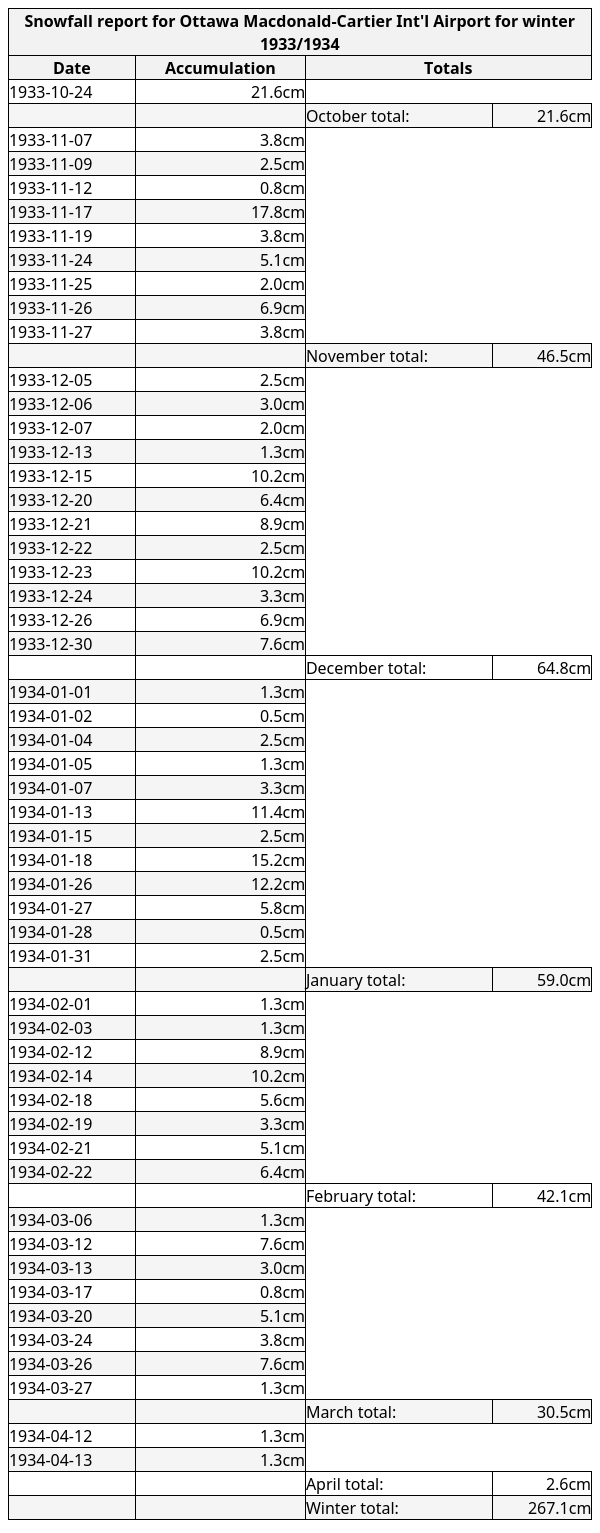 Snowfall report for Ottawa Macdonald-Cartier Int'l Airport for winter
1933/1934
Date Accumulation Totals
1933-10-24 21.6cm
October total: 21.6cm
1933-11-07 3.8cm
1933-11-09 2.5cm
1933-11-12 0.8cm
1933-11-17 17.8cm
1933-11-19 3.8cm
1933-11-24 5.1cm
1933-11-25 2.0cm
1933-11-26 6.9cm
1933-11-27 3.8cm
November total: 46.5cm
1933-12-05 2.5cm
1933-12-06 3.0cm
1933-12-07 2.0cm
1933-12-13 1.3cm
1933-12-15 10.2cm
1933-12-20 6.4cm
1933-12-21 8.9cm
1933-12-22 2.5cm
1933-12-23 10.2cm
1933-12-24 3.3cm
1933-12-26 6.9cm
1933-12-30 7.6cm
December total: 64.8cm
1934-01-01 1.3cm
1934-01-02 0.5cm
1934-01-04 2.5cm
1934-01-05 1.3cm
1934-01-07 3.3cm
1934-01-13 11.4cm
1934-01-15 2.5cm
1934-01-18 15.2cm
1934-01-26 12.2cm
1934-01-27 5.8cm
1934-01-28 0.5cm
1934-01-31 2.5cm
January total: 59.0cm
1934-02-01 1.3cm
1934-02-03 1.3cm
1934-02-12 8.9cm
1934-02-14 10.2cm
1934-02-18 5.6cm
1934-02-19 3.3cm
1934-02-21 5.1cm
1934-02-22 6.4cm
February total: 42.1cm
1934-03-06 1.3cm
1934-03-12 7.6cm
1934-03-13 3.0cm
1934-03-17 0.8cm
1934-03-20 5.1cm
1934-03-24 3.8cm
1934-03-26 7.6cm
1934-03-27 1.3cm
March total: 30.5cm
1934-04-12 1.3cm
1934-04-13 1.3cm
April total: 2.6cm
Winter total: 267.1cm